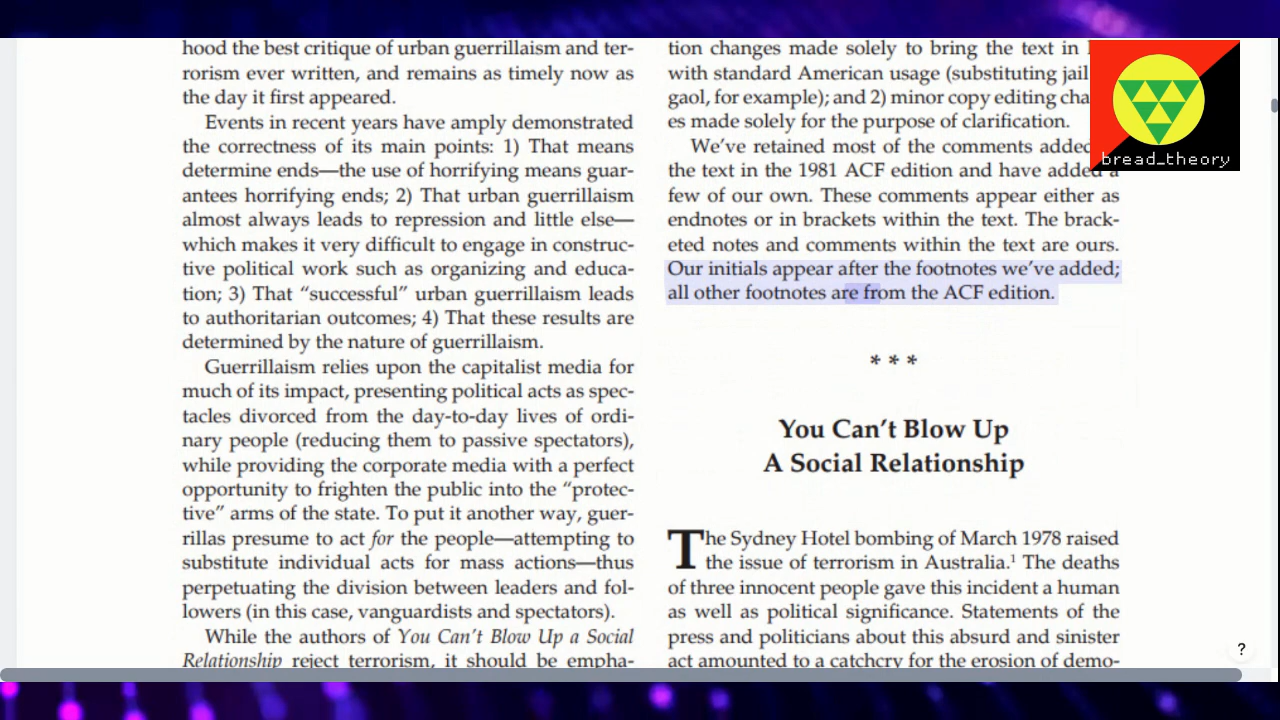 hood the best critique of urban guerrillaism and ter-
rorism ever written, and remains as timely now as
the day it first appeared.
Events in recent years have amply demonstrated
the correctness of its main points: 1) That means
determine ends—the use of horrifying means guar-
antees horrifying ends; 2) That urban guerrillaism
almost always leads to repression and little else—
which makes it very difficult to engage in construc-
tive political work such as organizing and educa-
tion; 3) That “successful” urban guerrillaism leads
to authoritarian outcomes; 4) That these results are
determined by the nature of guerrillaism.
Guerrillaism relies upon the capitalist media for
much of its impact, presenting political acts as spec-
tacles divorced from the day-to-day lives of ordi-
nary people (reducing them to passive spectators),
while providing the corporate media with a perfect
opportunity to frighten the public into the “protec-
tive” arms of the state. To put it another way, guer-
rillas presume to act for the people—attempting to
substitute individual acts for mass actions—thus
perpetuating the division between leaders and fol-
lowers (in this case, vanguardists and spectators).
While the authors of You Can’t Blow Up a Social
Relationship reject terrorism, it should be empha-
tion changes made solely to bring the text in
with standard American usage (substituting jail
gaol, for example); and 2) minor copy editing cha
es made solely for the purpose of clarification.
We’ve retained most of the comments added
the text in the 1981 ACF edition and have added a
few of our own. These comments appear either as
endnotes or in brackets within the text. The brack-
eted notes and comments within the text are ours.
Our initials appear after the footnotes we’ve added;
all other footnotes are from the ACF edition.
* * *
You Can’t Blow Up
A Social Relationship
The Sydney Hotel bombing of March 1978 raised
the issue of terrorism in Australia.¹ The deaths
of three innocent people gave this incident a human
as well as political significance. Statements of the
press and politicians about this absurd and sinister
act amounted to a catchcry for the erosion of demo-
bread_theory
?